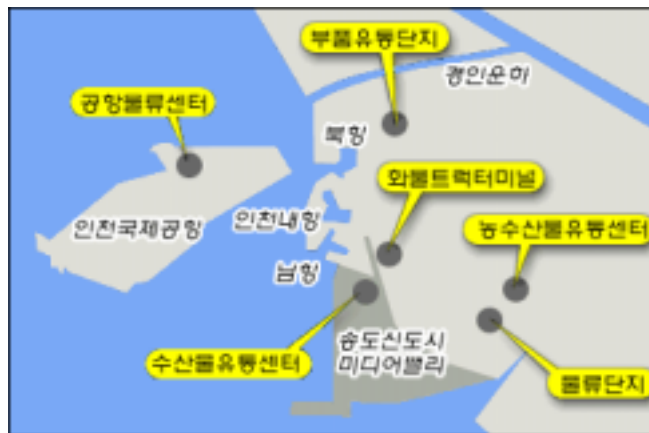 부품유통단지
경인운하
공항물류센터
북항
화물트럭터미널
인천내항
농수산물유통센터
인천국제공항
남항
송도신도시
미디어밸리
수산물유통센터
물류단지